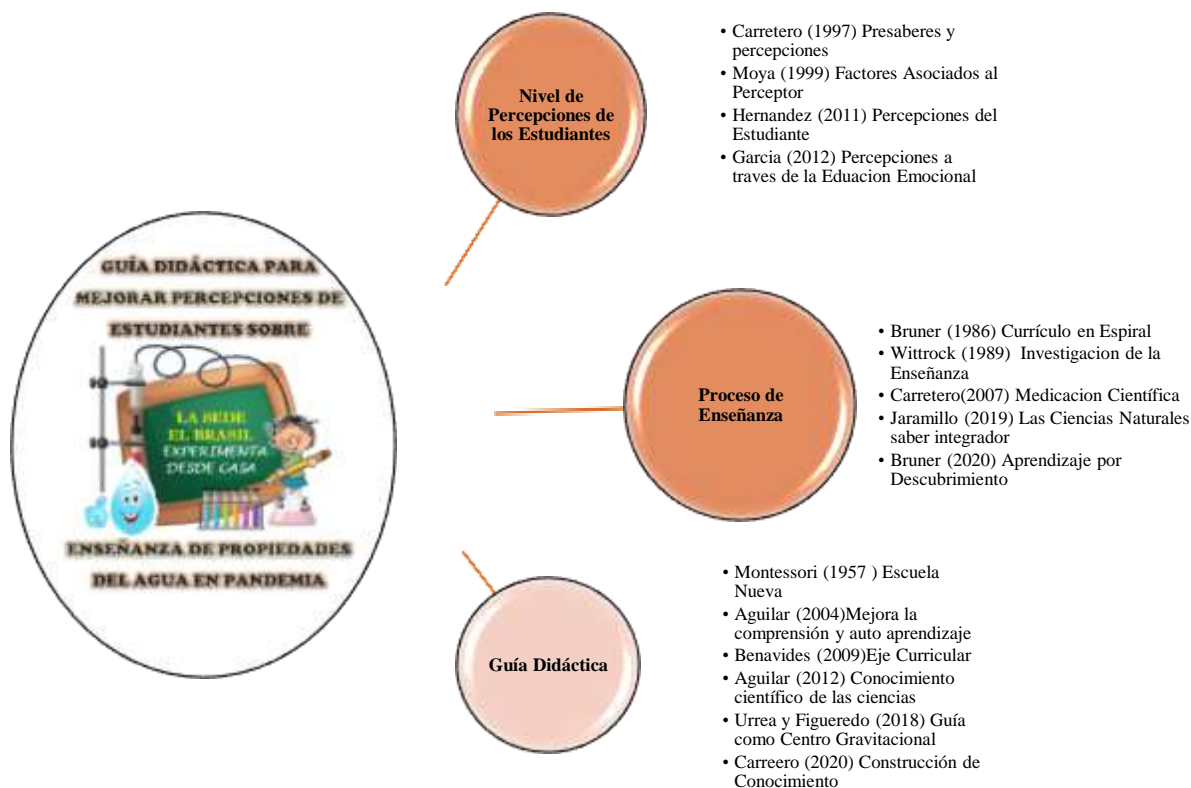 GUÍA DIDÁCTICA PARA
MEJORAR PERCEPCIONES DE
ESTUDIANTES SOBRE
LA SEDE
EL BRASIL
EXPERIMENTA
DESDE CASA
ENSEÑANZA DE PROPIEDADES
DEL AGUA EN PANDEMIA
Nivel de
Percepciones de
los Estudiantes
• Carretero (1997) Presaberes y
percepciones
• Moya (1999) Factores Asociados al
Perceptor
• Hernandez (2011) Percepciones del
Estudiante
• Garcia (2012) Percepciones a
traves de la Eduacion Emocional
Proceso de
Enseñanza
• Bruner (1986) Currículo en Espiral
• Wittrock (1989) Investigacion de la
Enseñanza
• Carretero(2007) Medicacion Científica
• Jaramillo (2019) Las Ciencias Naturales
saber integrador
• Bruner (2020) Aprendizaje por
Descubrimiento
Guía Didáctica
• Montessori (1957 ) Escuela
Nueva
• Aguilar (2004)Mejora la
comprensión y auto aprendizaje
• Benavides (2009)Eje Curricular
• Aguilar (2012) Conocimiento
científico de las ciencias
• Urrea y Figueredo (2018) Guía
como Centro Gravitacional
• Carreero (2020) Construcción de
Conocimiento